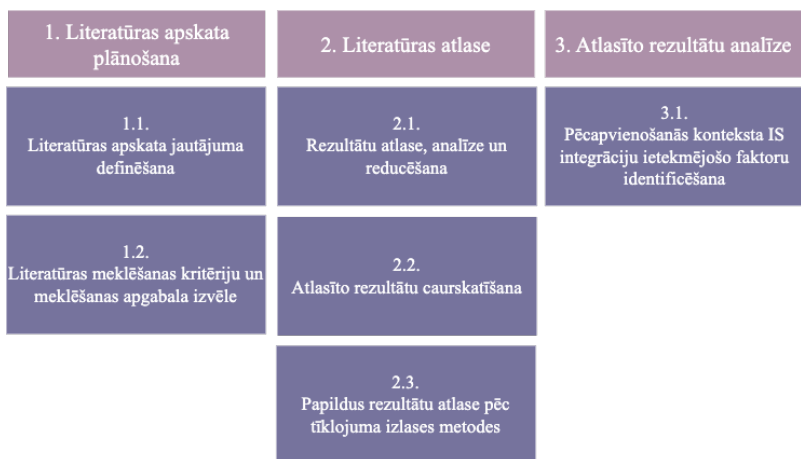 1. Literatūras apskata
plānošana
2. Literatūras atlase
3. Atlasīto rezultātu analīze
1.1.
Literatūras apskata jautājuma
definēšana
2.1.
Rezultātu atlase, analīze un
reducēšana
3.1.
Pēcapvienošanās konteksta IS
integrāciju ietekmējošo faktoru
identificēšana
1.2.
Literatūras meklēšanas kritēriju un
meklēšanas apgabala izvēle
2.2.
Atlasīto rezultātu caurskatīšana
2.3.
Papildus rezultātu atlase pēc
tīklojuma izlases metodes